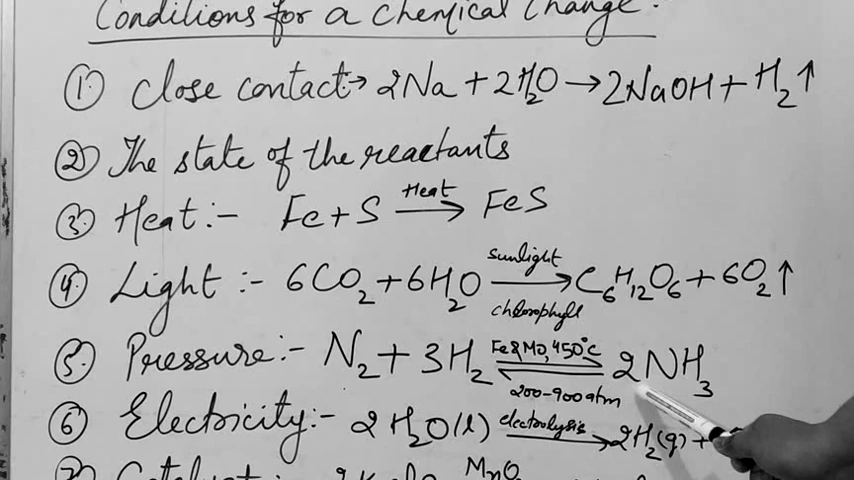 Conditions for a Chemical Change:
① Close contact → 2Na + 2H₂O → 2NaOH + H₂↑
② The state of the reactants
③ Heat:- Fe + S —Heat→ FeS
④ Light:- 6CO₂ + 6H₂O —sunlight / chlorophyll→ C₆H₁₂O₆ + 6O₂↑
⑤ Pressure:- N₂ + 3H₂ ⇌ Fe & Mo, 450°C / 200-900 atm 2NH₃
⑥ Electricity:- 2H₂O(l) —electrolysis→ 2H₂(g) +
⑦ MnO